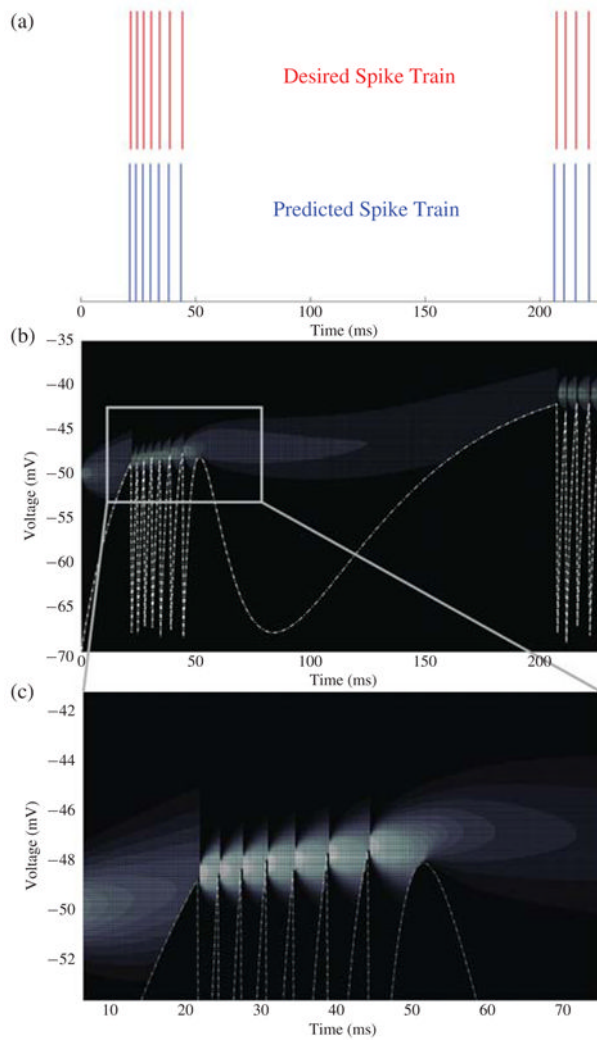 (a)
Desired Spike Train
Predicted Spike Train
0 50 100 150 200
Time (ms)
(b)
−35
−40
−45
−50
−55
−60
−65
−70
Voltage (mV)
0 50 100 150 200
Time (ms)
(c)
−42
−44
−46
−48
−50
−52
Voltage (mV)
10 20 30 40 50 60 70
Time (ms)